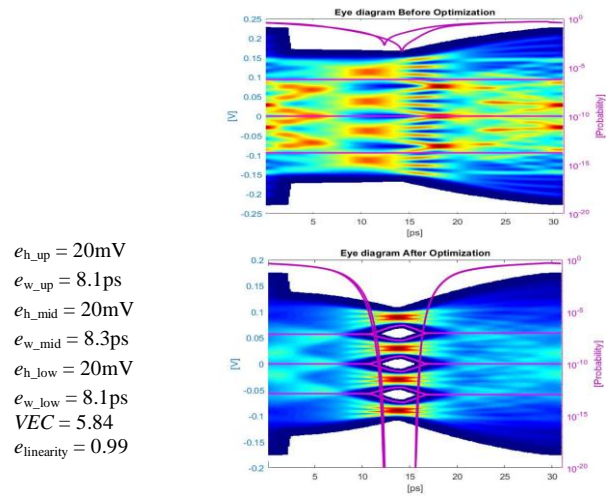 Eye diagram Before Optimization
0.25
0.2
0.15
0.1
0.05
0
-0.05
-0.1
-0.15
-0.2
0.25
[V]
5 10 15 20 25 30
[ps]
10^0
10^-5
10^-10
10^-15
10^-20
[Probability]
e_h_up = 20mV
e_w_up = 8.1ps
e_h_mid = 20mV
e_w_mid = 8.3ps
e_h_low = 20mV
e_w_low = 8.1ps
VEC = 5.84
e_linearity = 0.99
Eye diagram After Optimization
0.2
0.15
0.1
0.05
0
-0.05
-0.1
-0.15
-0.2
[V]
5 10 15 20 25 30
[ps]
10^0
10^-5
10^-10
10^-15
10^-20
[Probability]